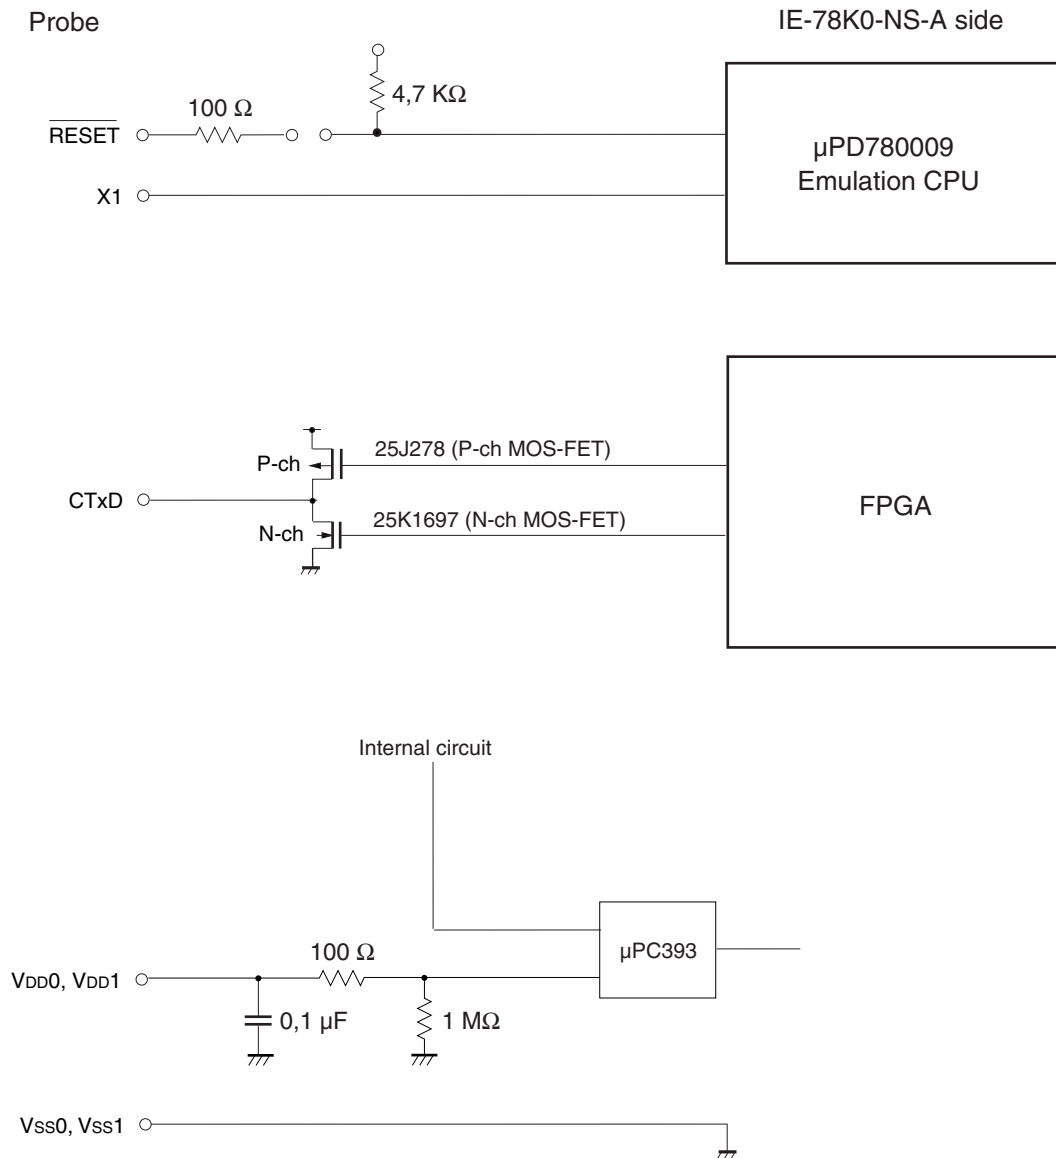 Probe
IE-78K0-NS-A side
4,7 KΩ
100 Ω
RESET
X1
µPD780009
Emulation CPU
25J278 (P-ch MOS-FET)
P-ch
CTxD
FPGA
25K1697 (N-ch MOS-FET)
N-ch
Internal circuit
100 Ω
µPC393
VDD0, VDD1
0,1 µF
1 MΩ
VSS0, VSS1